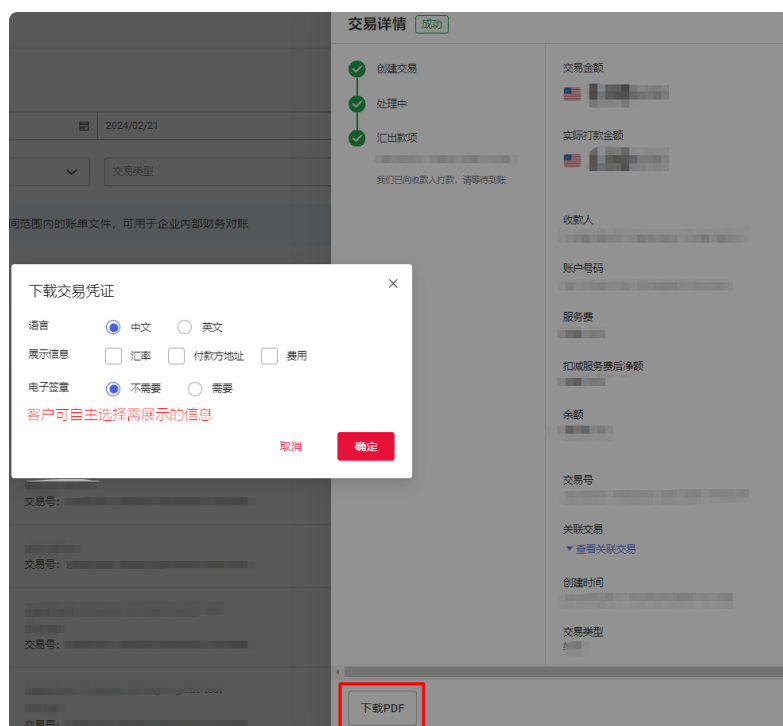 交易详情 成功
创建交易
处理中
汇出款项
我们已向收款人打款，请等待到账
交易金额
实际打款金额
收款人
账户号码
服务费
扣减服务费后净额
余额
交易号
关联交易
查看关联交易
创建时间
交易类型
2024/02/21
交易类型
间范围内的账单文件，可用于企业内部财务对账
下载交易凭证
语言 中文 英文
展示信息 汇率 付款方地址 费用
电子签章 不需要 需要
客户可自主选择需展示的信息
取消 确定
交易号：
交易号：
交易号：
交易号：
下载PDF